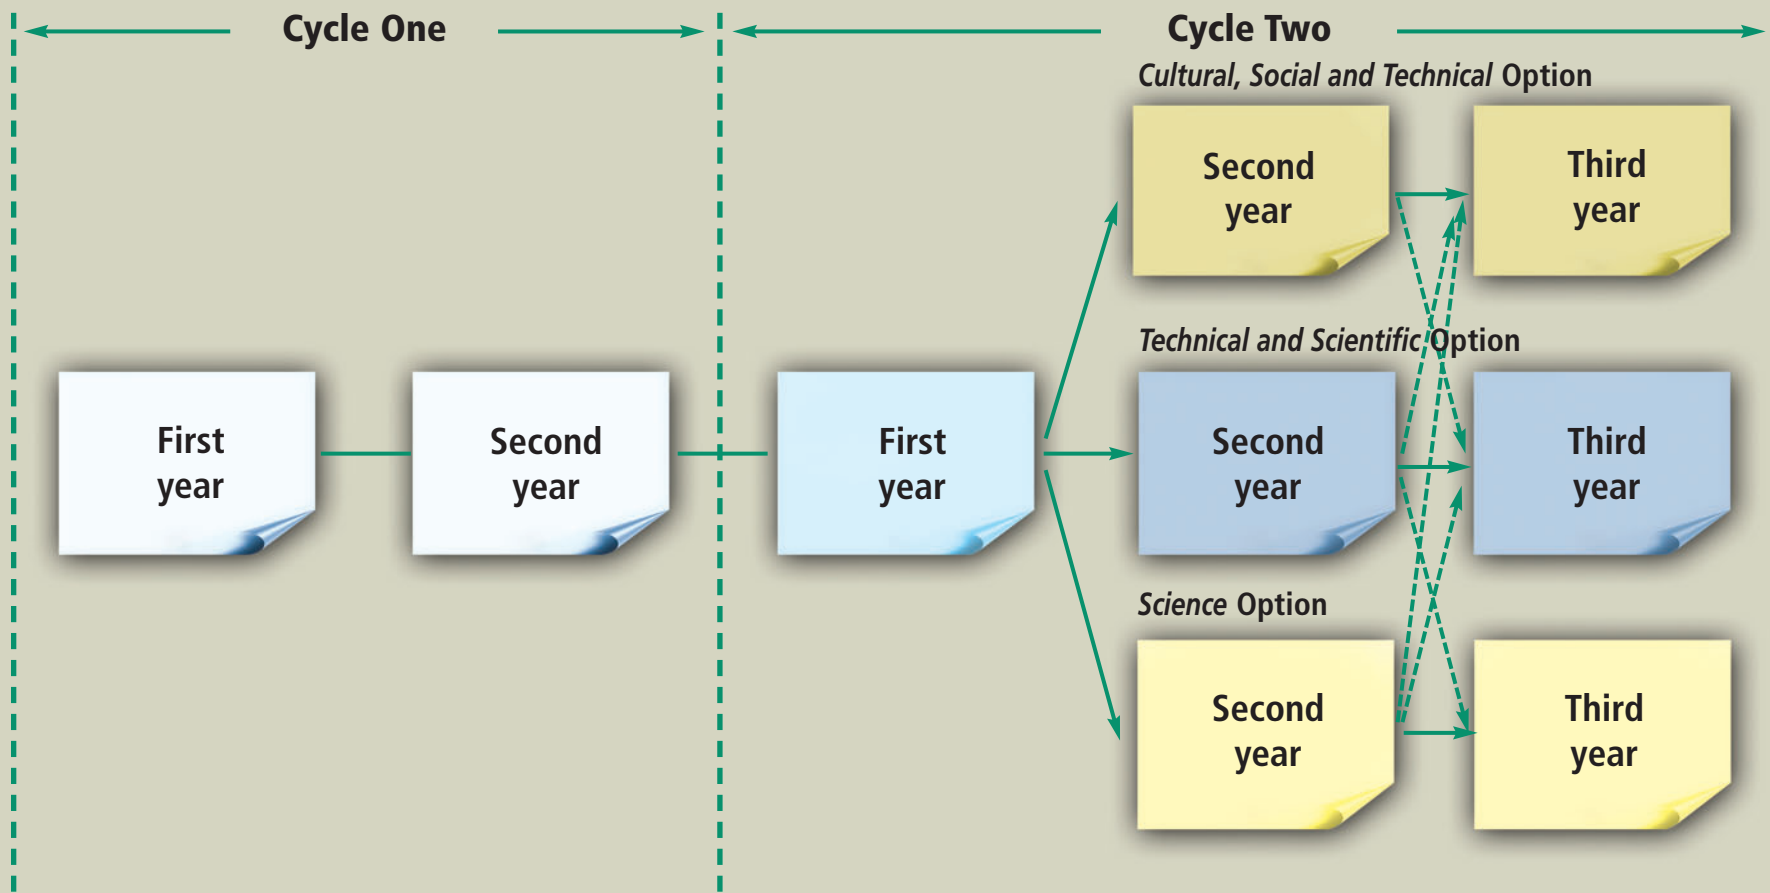 Cycle One
Cycle Two
Cultural, Social and Technical Option
Second
year
Third
year
Technical and Scientific Option
First
year
Second
year
First
year
Second
year
Third
year
Science Option
Second
year
Third
year